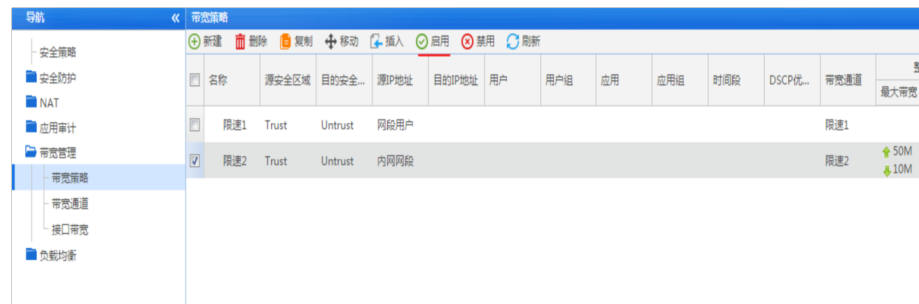 导航 《 带宽策略
新建 删除 复制 移动 插入 启用 禁用 刷新
安全策略
安全防护
NAT
应用审计
带宽管理
带宽策略
带宽通道
接口带宽
负载均衡
名称 源安全区域 目的安全... 源IP地址 目的IP地址 用户 用户组 应用 应用组 时间段 DSCP优... 带宽通道
最大带宽
限速1 Trust Untrust 网段用户 限速1
限速2 Trust Untrust 内网网段 限速2 50M
10M